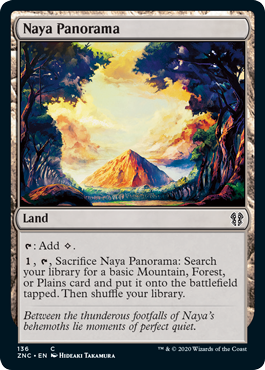 Naya Panorama
Land
: Add .
1, , Sacrifice Naya Panorama: Search
your library for a basic Mountain, Forest,
or Plains card and put it onto the battlefield
tapped. Then shuffle your library.
Between the thunderous footfalls of Naya's
behemoths lie moments of perfect quiet.
136 C
ZNC • EN HIDEAKI TAKAMURA
™ & © 2020 Wizards of the Coast